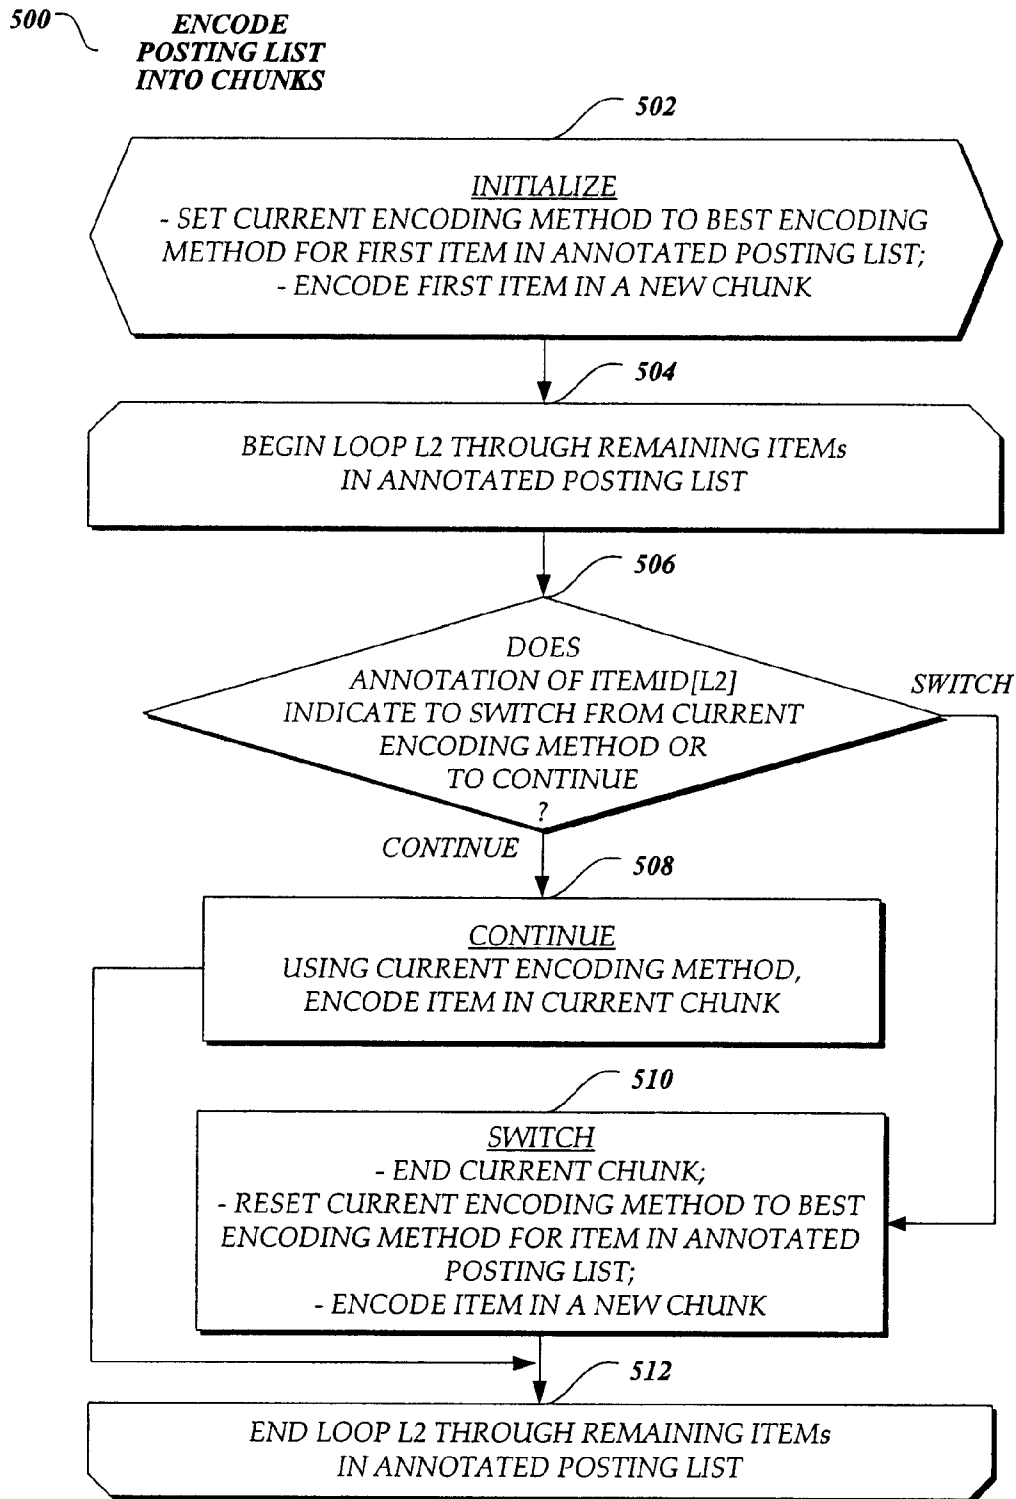 500
ENCODE
POSTING LIST
INTO CHUNKS
502
INITIALIZE
- SET CURRENT ENCODING METHOD TO BEST ENCODING
METHOD FOR FIRST ITEM IN ANNOTATED POSTING LIST;
- ENCODE FIRST ITEM IN A NEW CHUNK
504
BEGIN LOOP L2 THROUGH REMAINING ITEMs
IN ANNOTATED POSTING LIST
506
DOES
ANNOTATION OF ITEMID[L2]
INDICATE TO SWITCH FROM CURRENT
ENCODING METHOD OR
TO CONTINUE
?
SWITCH
CONTINUE
508
CONTINUE
USING CURRENT ENCODING METHOD,
ENCODE ITEM IN CURRENT CHUNK
510
SWITCH
- END CURRENT CHUNK;
- RESET CURRENT ENCODING METHOD TO BEST
ENCODING METHOD FOR ITEM IN ANNOTATED
POSTING LIST;
- ENCODE ITEM IN A NEW CHUNK
512
END LOOP L2 THROUGH REMAINING ITEMs
IN ANNOTATED POSTING LIST